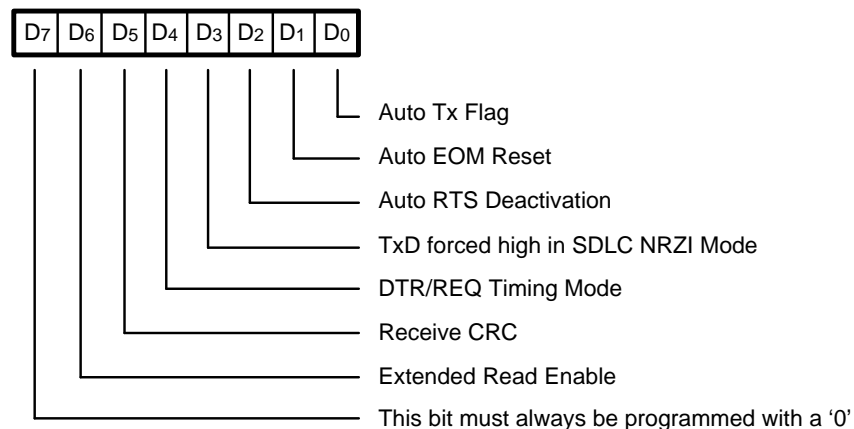 D7 D6 D5 D4 D3 D2 D1 D0
Auto Tx Flag
Auto EOM Reset
Auto RTS Deactivation
TxD forced high in SDLC NRZI Mode
DTR/REQ Timing Mode
Receive CRC
Extended Read Enable
This bit must always be programmed with a ‘0’